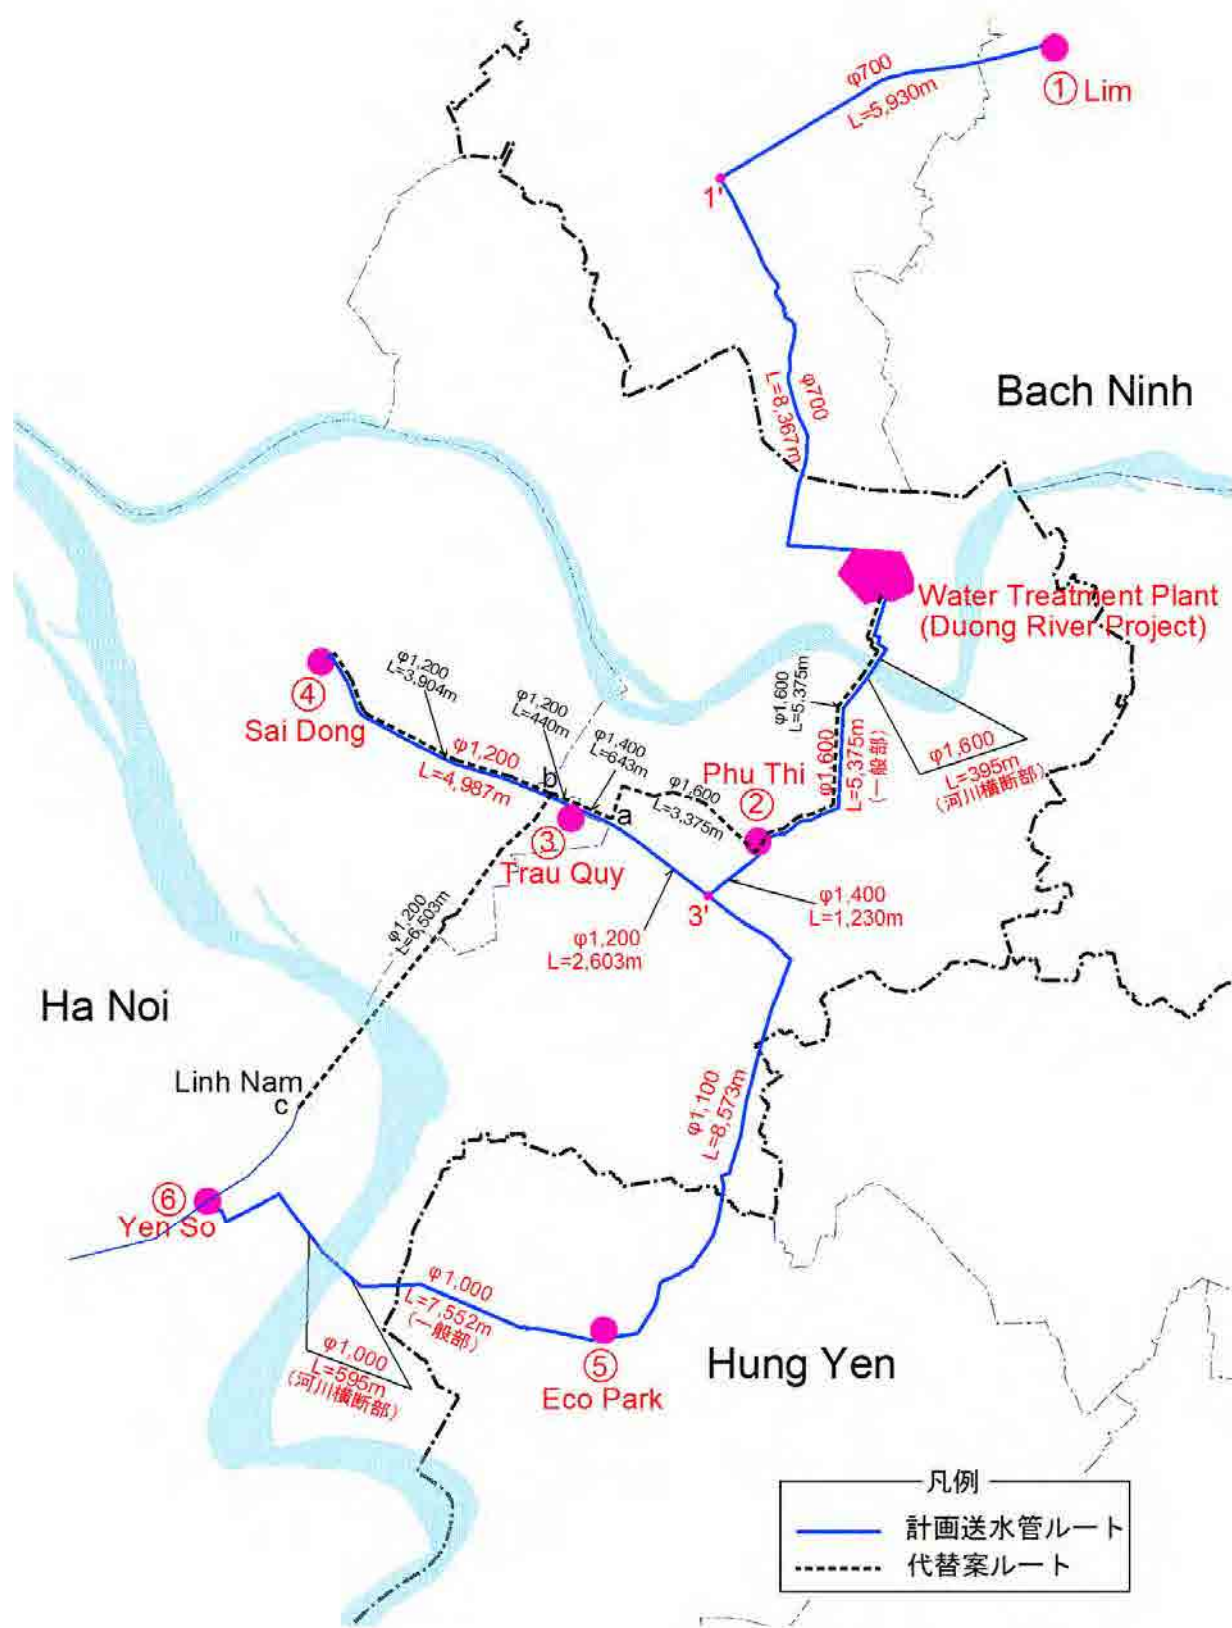 φ700
L=5,930m
①Lim
1'
φ700
L=8,367m
Bach Ninh
Water Treatment Plant
(Duong River Project)
φ1,200
L=3,904m
④
Sai Dong
φ1,200
L=440m
φ1,400
L=643m
φ1,600
L=5,375m
φ1,600
L=5,375m
(一般部)
φ1,600
L=395m
(河川横断部)
φ1,200
L=4,987m
b
a
φ1,600
L=3,375m
Phu Thi
②
③
Trau Quy
3'
φ1,400
L=1,230m
φ1,200
L=2,603m
φ1,200
L=6,503m
Ha Noi
Linh Nam
c
φ1,100
L=8,573m
⑥
Yen So
φ1,000
L=7,552m
(一般部)
φ1,000
L=595m
(河川横断部)
⑤
Eco Park
Hung Yen
凡例
計画送水管ルート
代替案ルート